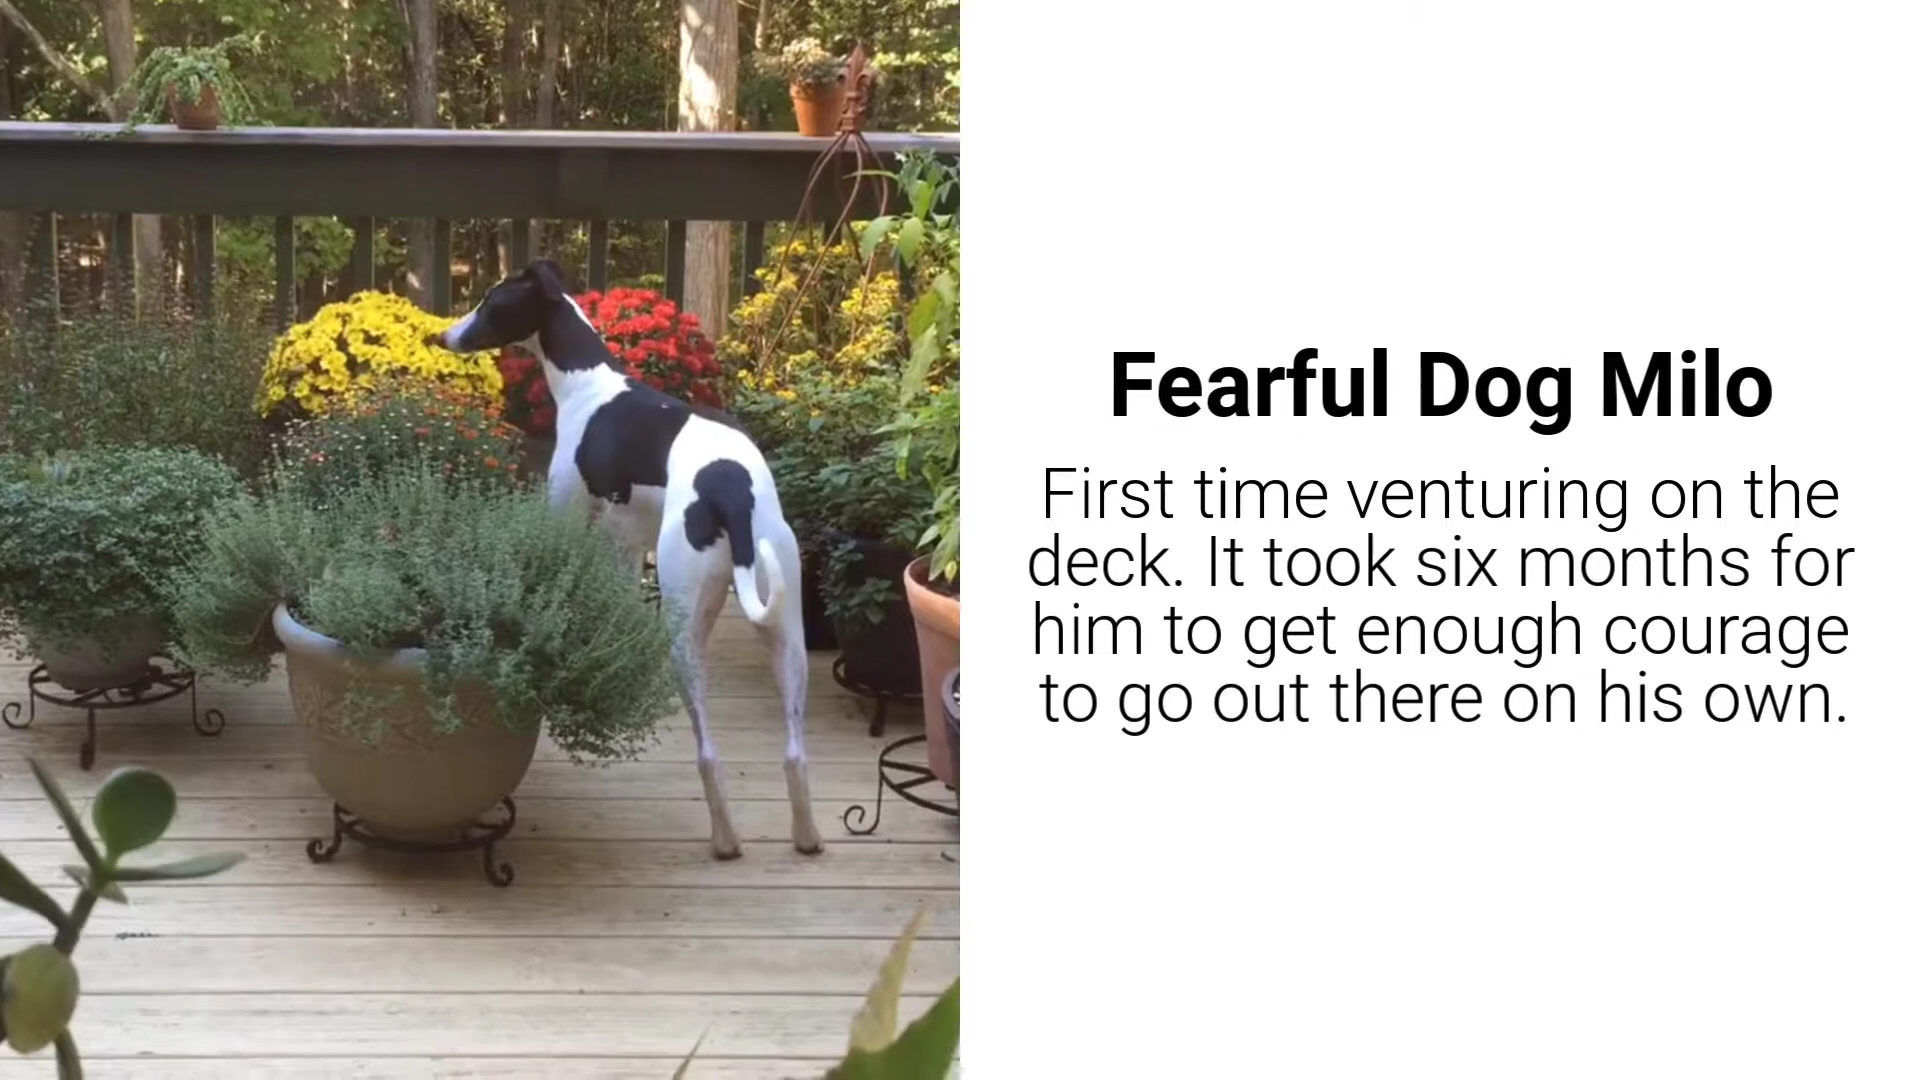 Fearful Dog Milo
First time venturing on the
deck. It took six months for
him to get enough courage
to go out there on his own.